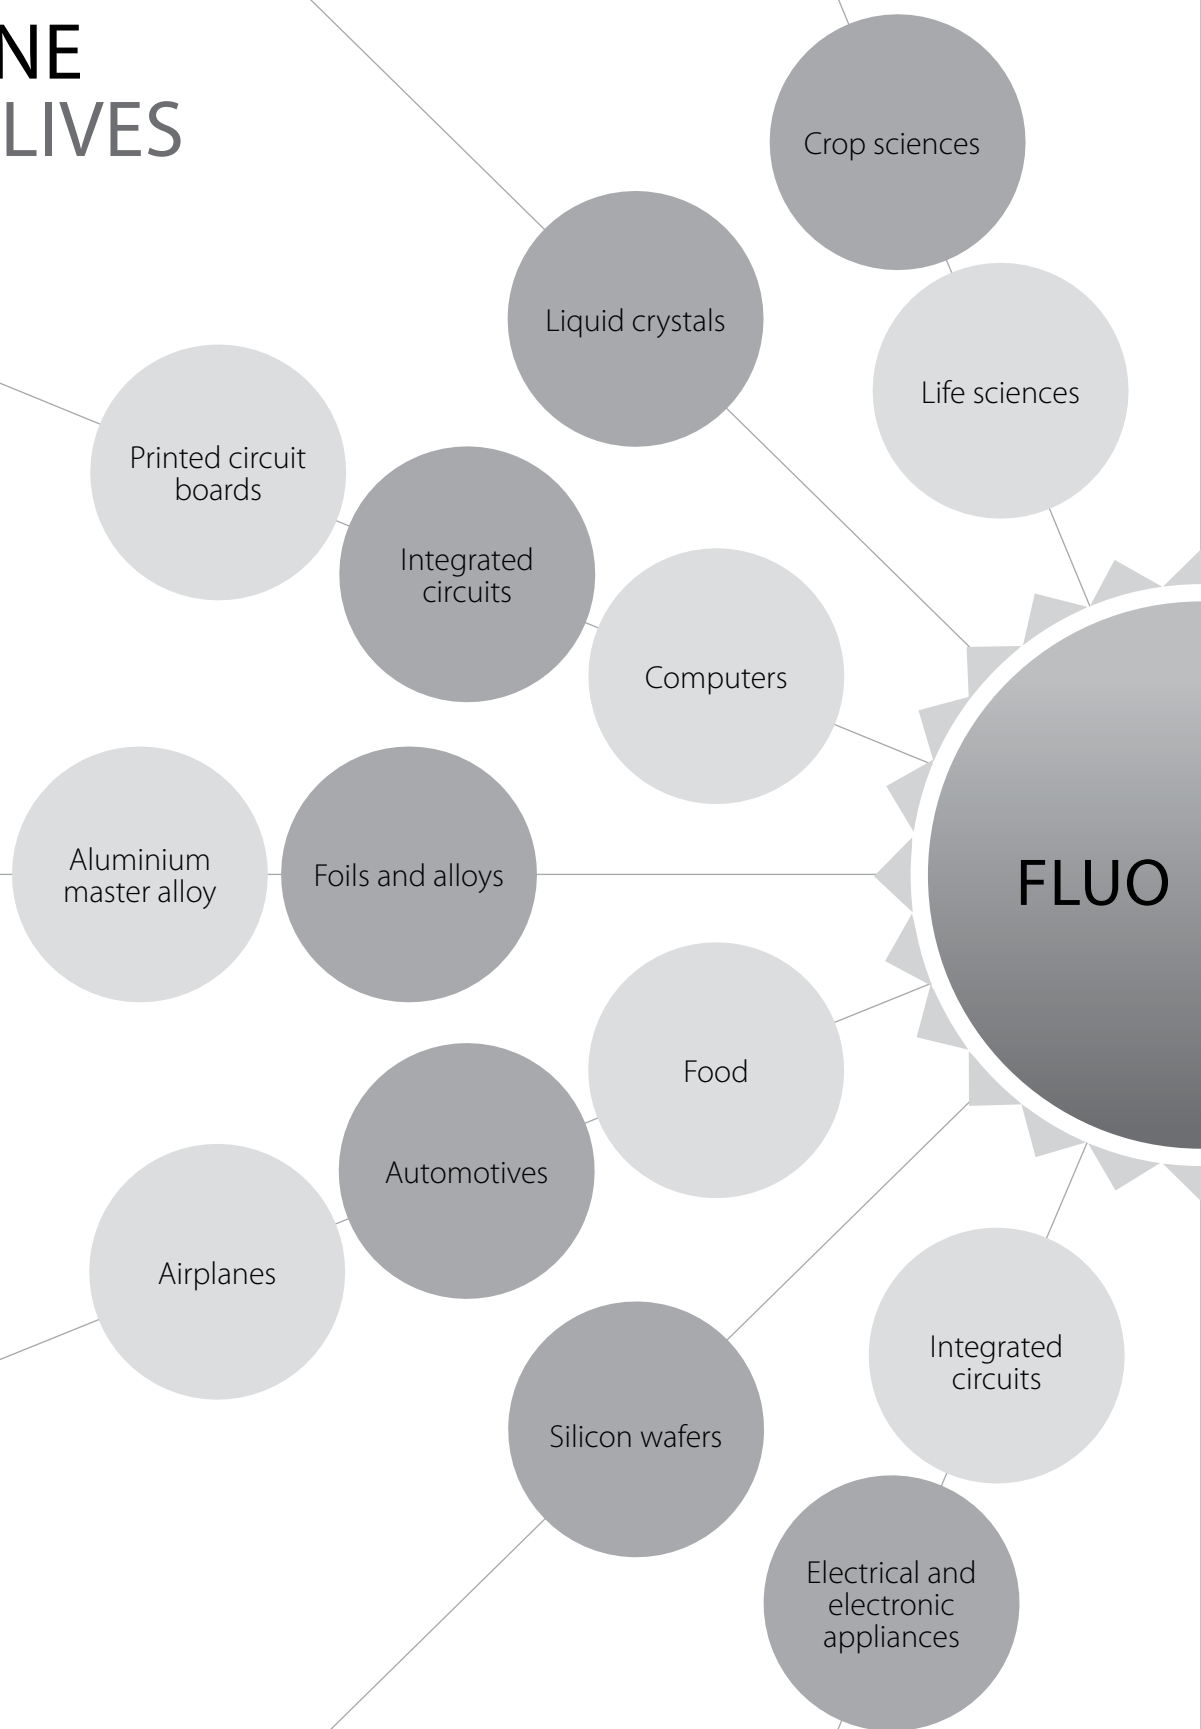 NE
LIVES
Crop sciences
Liquid crystals
Life sciences
Printed circuit
boards
Integrated
circuits
Computers
Aluminium
master alloy
Foils and alloys
FLUO
Food
Automotives
Airplanes
Integrated
circuits
Silicon wafers
Electrical and
electronic
appliances